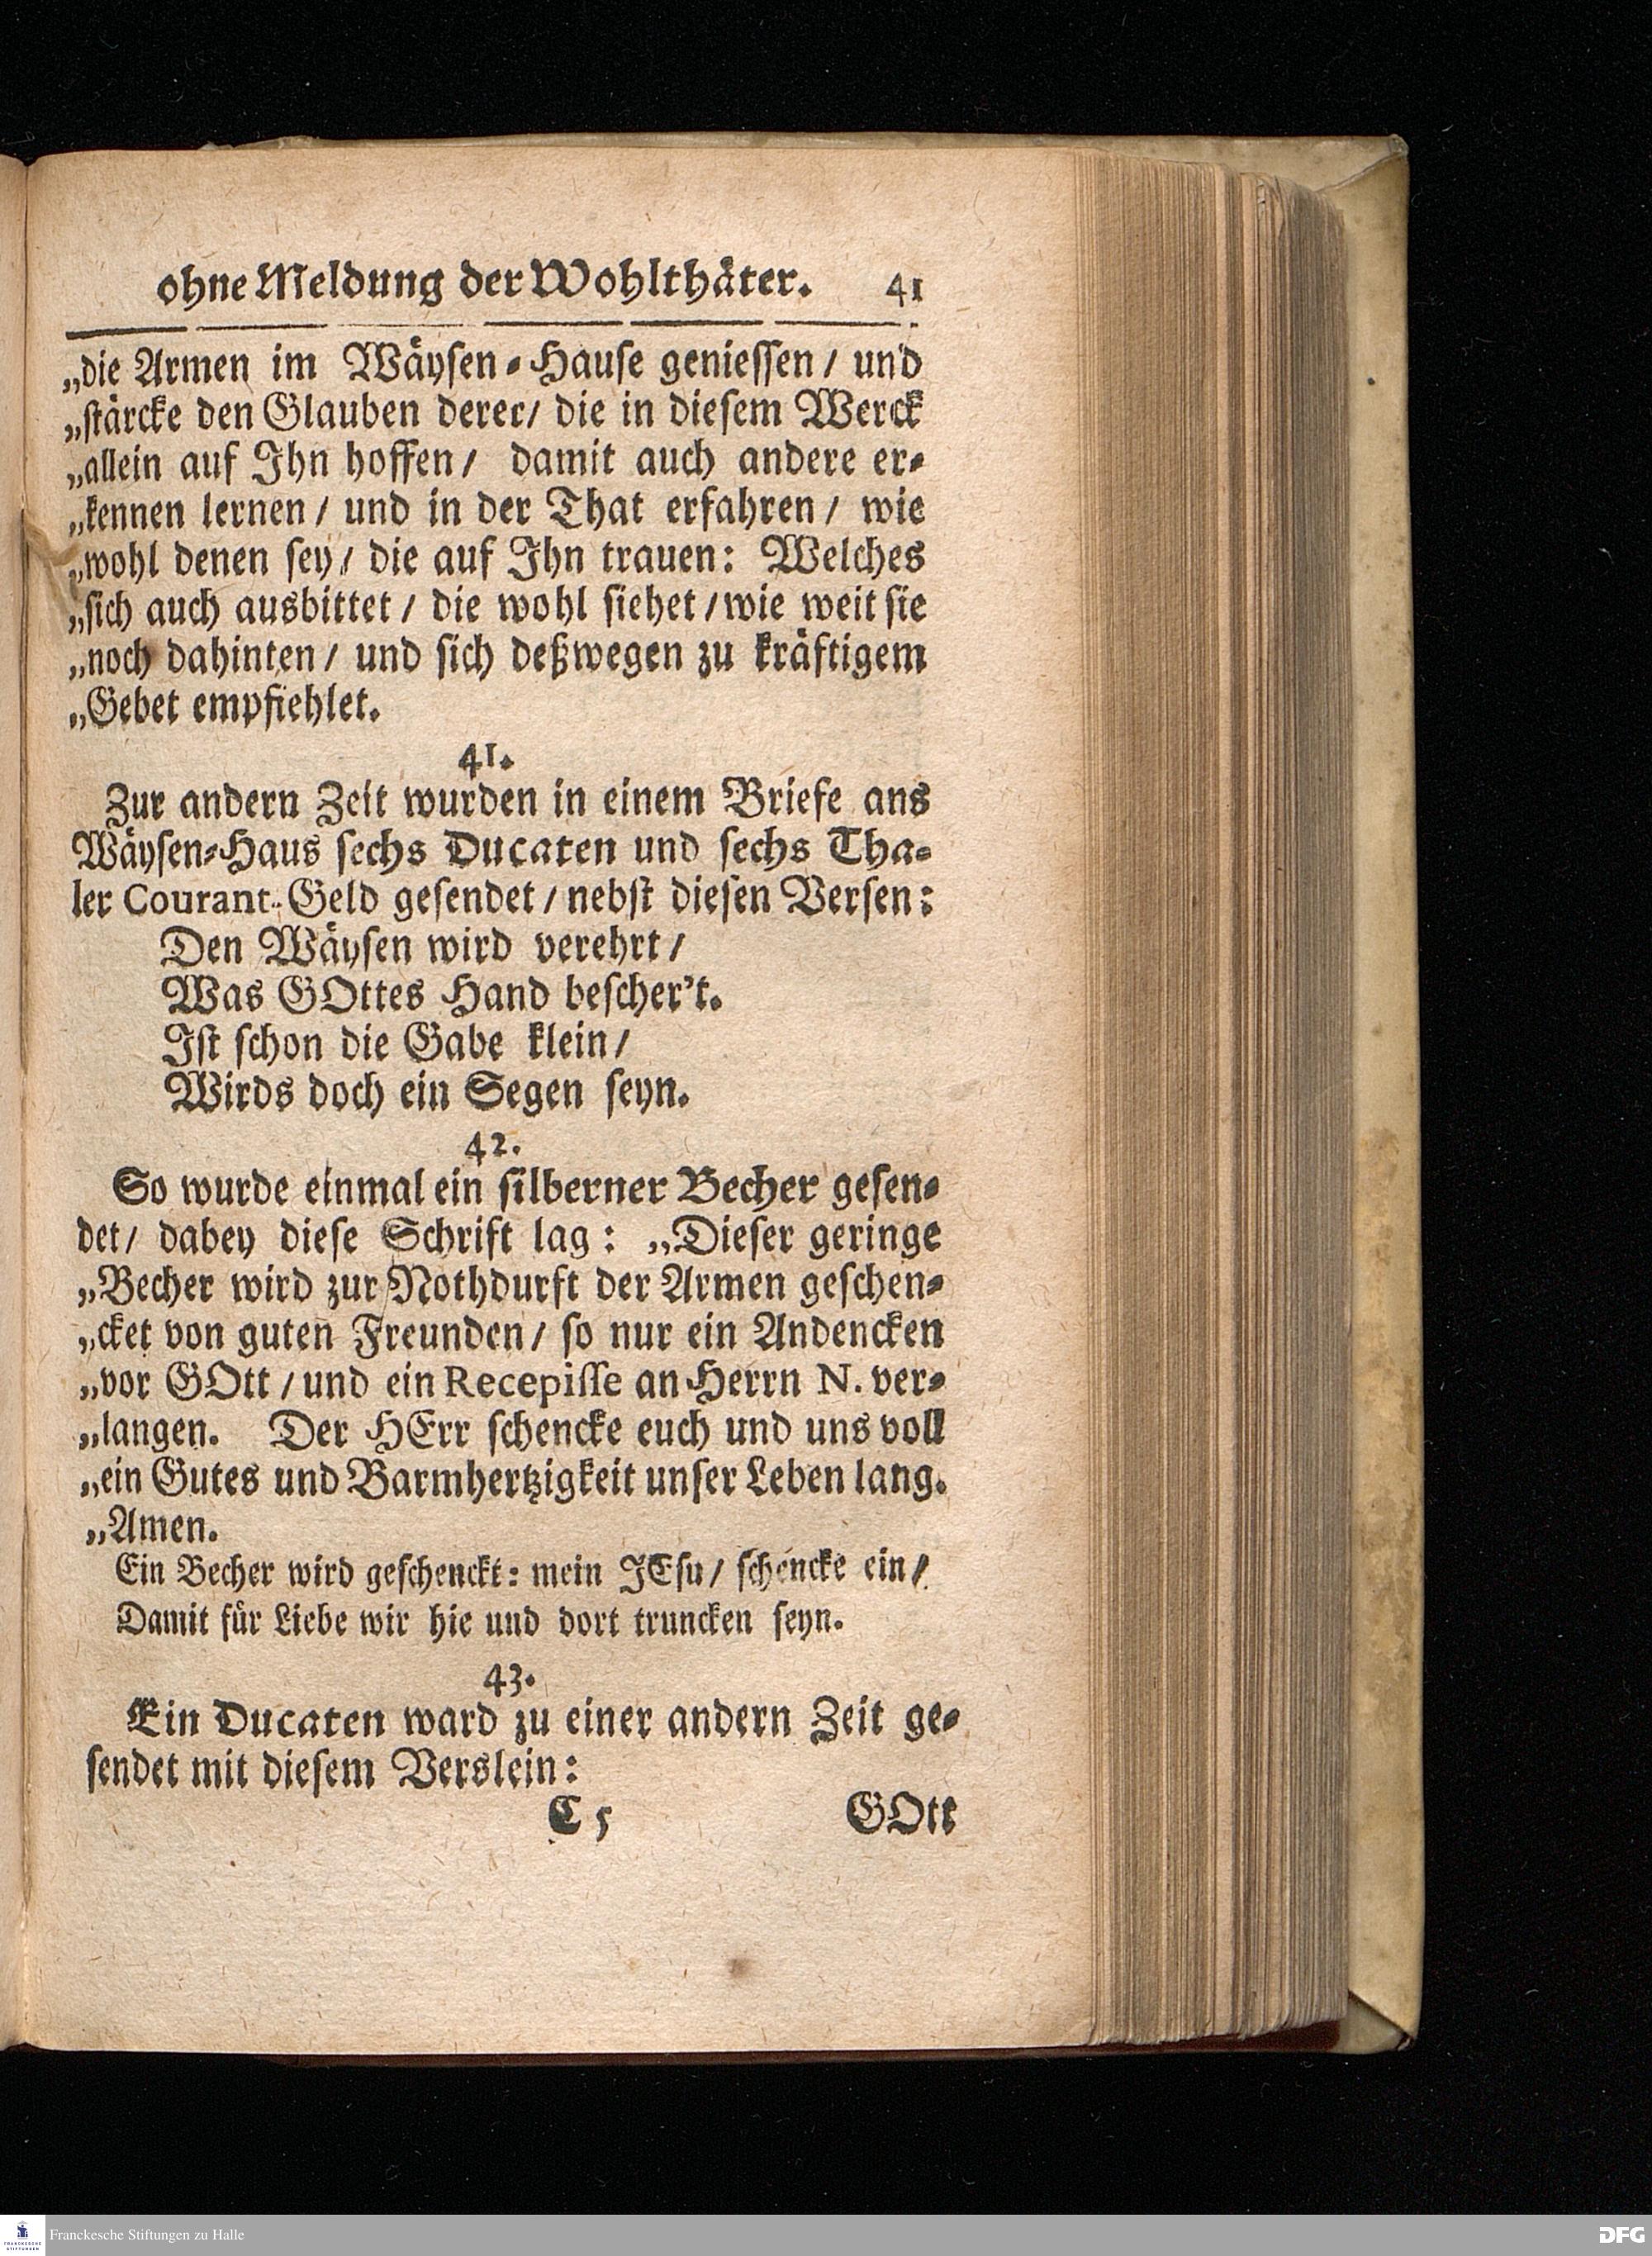 ohne Meldung der Wohlthäter. 41
„die Armen im Wäysen-Hause geniessen / und
„stärcke den Glauben derer/ die in diesem Werck
„allein auf Ihn hoffen / damit auch andere er-
„kennen lernen / und in der That erfahren / wie
„wohl denen sey / die auf Ihn trauen: Welches
„sich auch ausbittet / die wohl siehet / wie weit sie
„noch dahinten / und sich deßwegen zu kräftigem
„Gebet empfiehlet.
41.
Zur andern Zeit wurden in einem Briefe ans
Wäysen-Haus sechs Ducaten und sechs Tha-
ler Courant-Geld gesendet / nebst diesen Versen:
Den Wäysen wird verehrt /
Was GOttes Hand bescher't.
Ist schon die Gabe klein /
Wirds doch ein Segen seyn.
42.
So wurde einmal ein silberner Becher gesen-
det / dabey diese Schrift lag: „Dieser geringe
„Becher wird zur Nothdurft der Armen geschen-
„cket von guten Freunden / so nur ein Andencken
„vor GOtt / und ein Recepisse an Herrn N. ver-
„langen. Der HErr schencke euch und uns voll
„ein Gutes und Barmhertzigkeit unser Leben lang.
„Amen.
Ein Becher wird geschenckt: mein JEsu / schencke ein /
Damit für Liebe wir hie und dort truncken seyn.
43.
Ein Ducaten ward zu einer andern Zeit ge-
sendet mit diesem Verslein:
C 5 GOtt
Franckesche Stiftungen zu Halle
DFG